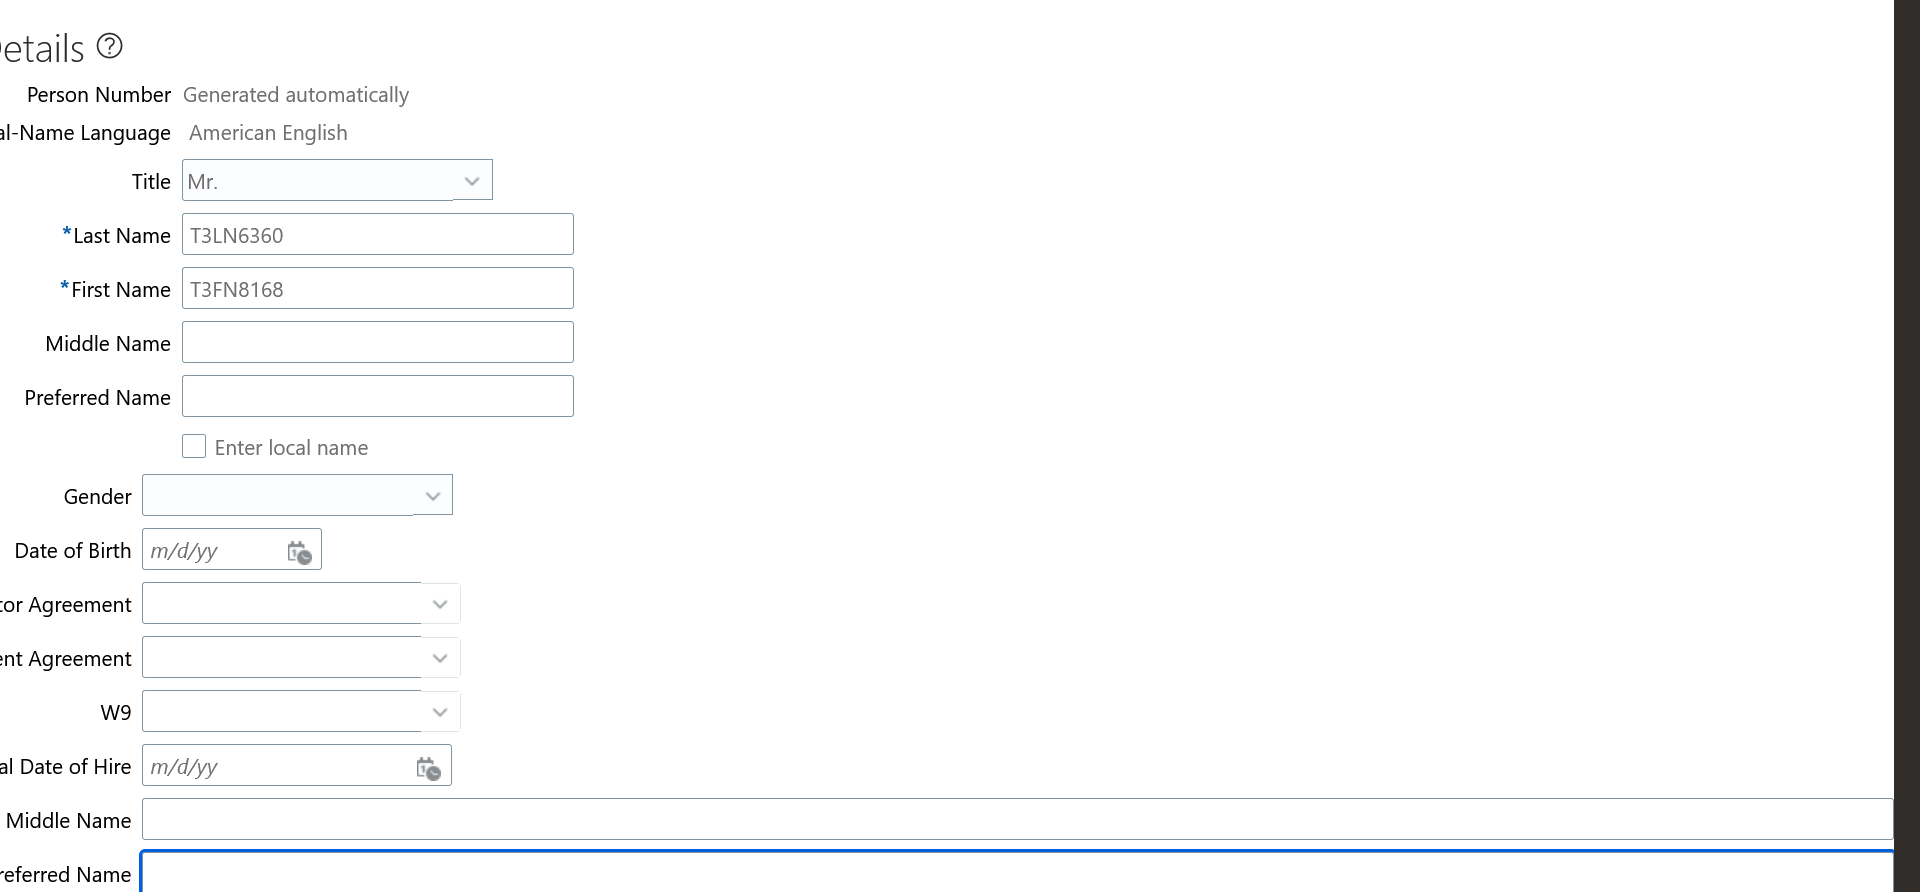 etails
Person Number Generated automatically
al-Name Language American English
Title Mr.
*Last Name T3LN6360
*First Name T3FN8168
Middle Name
Preferred Name
Enter local name
Gender
Date of Birth m/d/yy
tor Agreement
ent Agreement
W9
al Date of Hire m/d/yy
Middle Name
referred Name